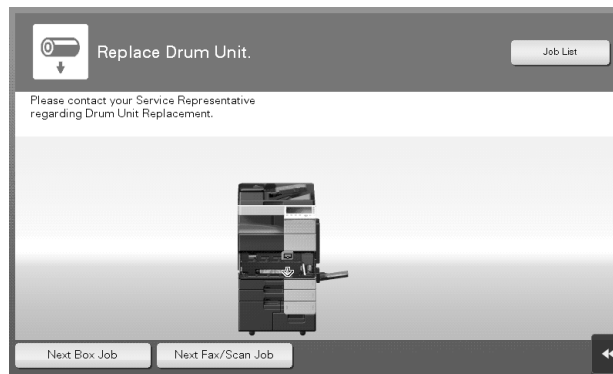 Replace Drum Unit.
Job List
Please contact your Service Representative
regarding Drum Unit Replacement.
Next Box Job
Next Fax/Scan Job